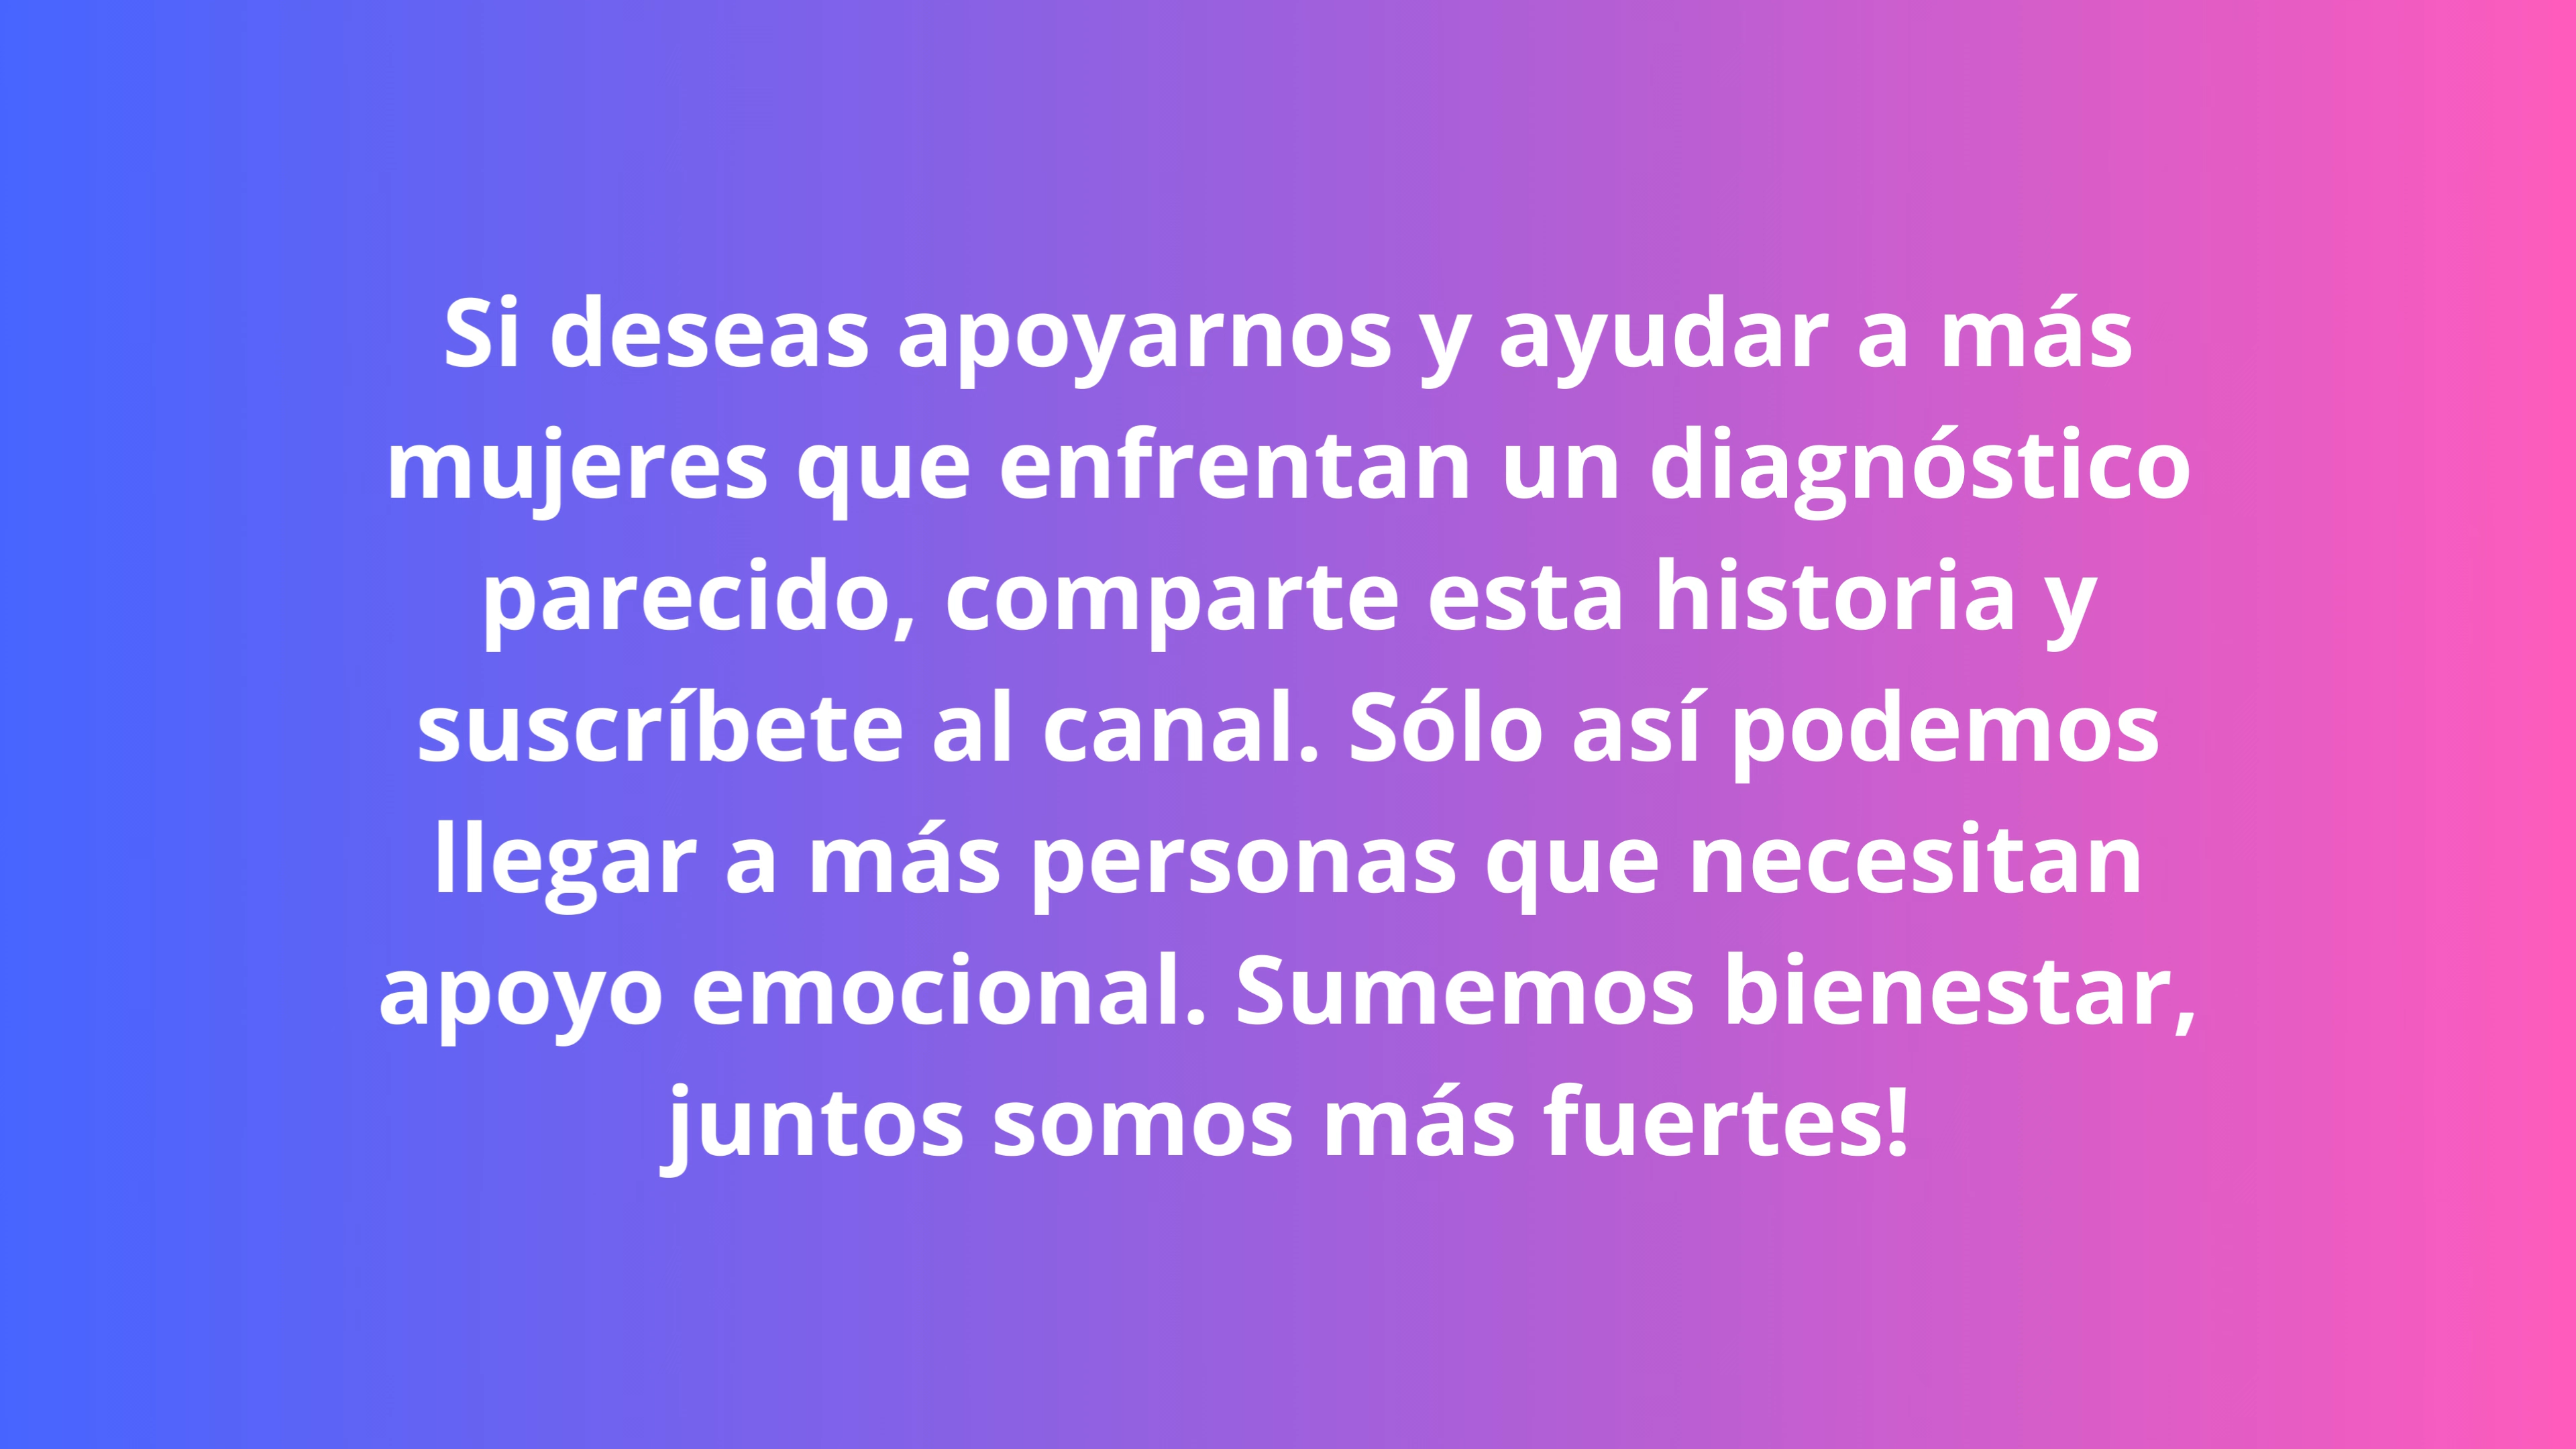 Si deseas apoyarnos y ayudar a más
mujeres que enfrentan un diagnóstico
parecido, comparte esta historia y
suscríbete al canal. Sólo así podemos
llegar a más personas que necesitan
apoyo emocional. Sumemos bienestar,
juntos somos más fuertes!